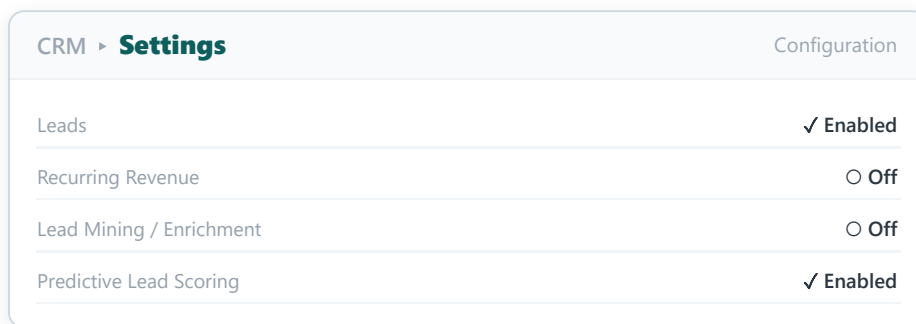 CRM ▸ Settings Configuration
Leads ✓ Enabled
Recurring Revenue ○ Off
Lead Mining / Enrichment ○ Off
Predictive Lead Scoring ✓ Enabled